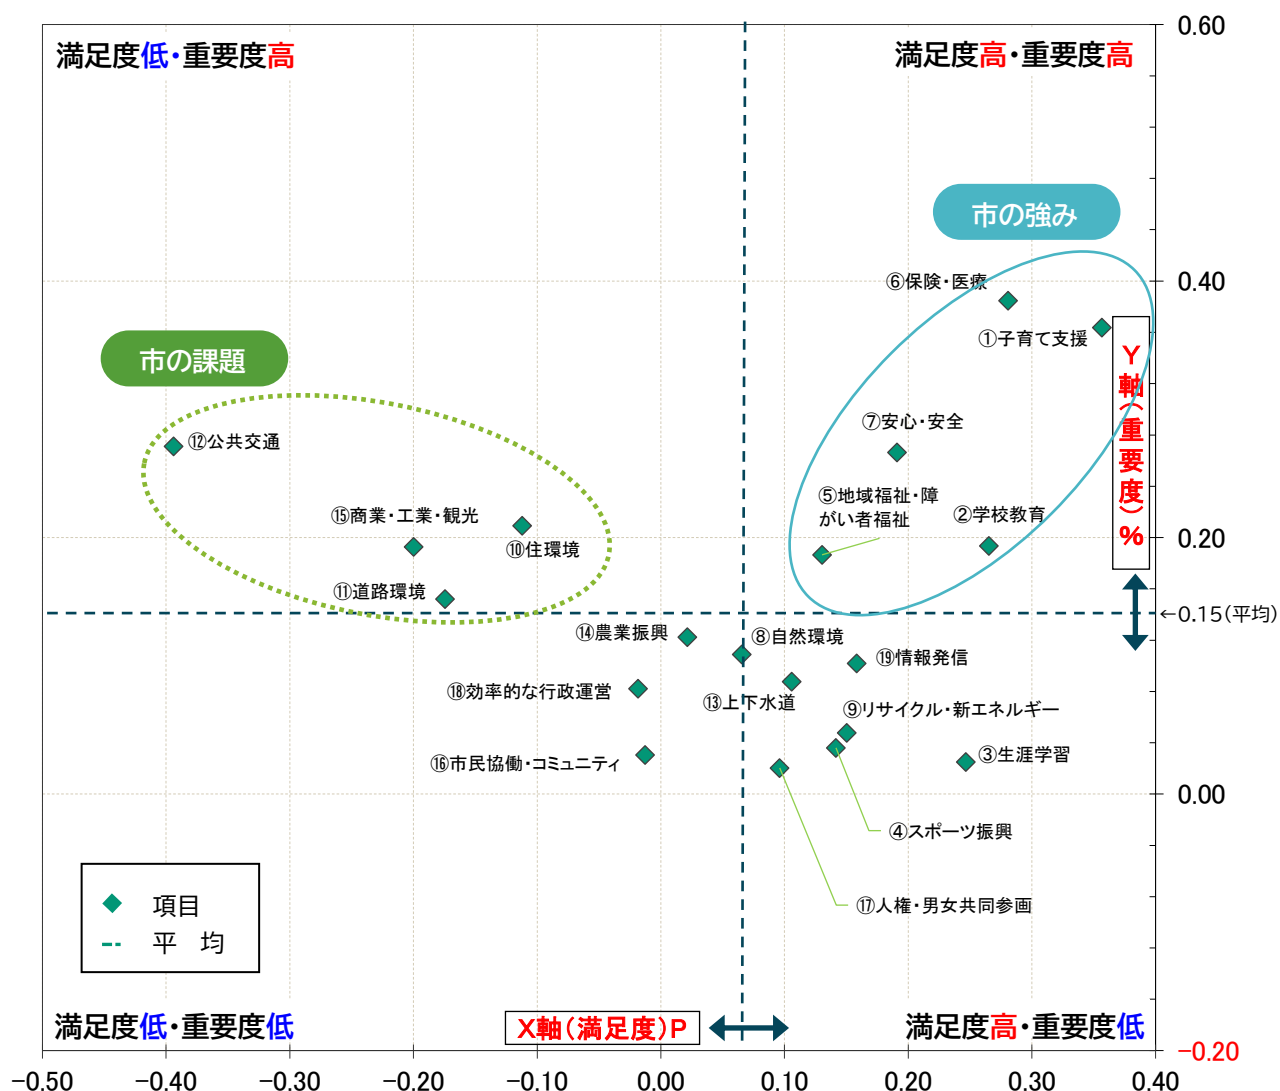 0.60
満足度低・重要度高
満足度高・重要度高
市の強み
⑥保険・医療
0.40
①子育て支援
Y軸(重要度)%
市の課題
⑫公共交通
⑦安心・安全
⑤地域福祉・障
がい者福祉
②学校教育
⑮商業・工業・観光
⑩住環境
0.20
⑪道路環境
←0.15(平均)
⑭農業振興
⑧自然環境
⑲情報発信
⑱効率的な行政運営
⑬上下水道
⑨リサイクル・新エネルギー
⑯市民協働・コミュニティ
③生涯学習
0.00
④スポーツ振興
⑰人権・男女共同参画
項目
平 均
満足度低・重要度低
X軸(満足度)P
満足度高・重要度低
−0.20
−0.50 −0.40 −0.30 −0.20 −0.10 0.00 0.10 0.20 0.30 0.40